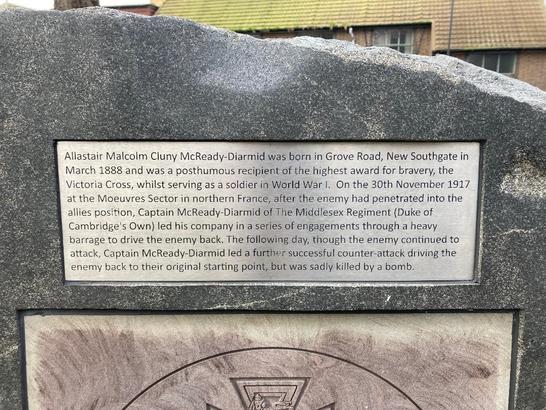 Allastair Malcolm Cluny McReady-Diarmid was born in Grove Road, New Southgate in
March 1888 and was a posthumous recipient of the highest award for bravery, the
Victoria Cross, whilst serving as a soldier in World War I.  On the 30th November 1917
at the Moeuvres Sector in northern France, after the enemy had penetrated into the
allies position, Captain McReady-Diarmid of The Middlesex Regiment (Duke of
Cambridge's Own) led his company in a series of engagements through a heavy
barrage to drive the enemy back. The following day, though the enemy continued to
attack, Captain McReady-Diarmid led a further successful counter-attack driving the
enemy back to their original starting point, but was sadly killed by a bomb.